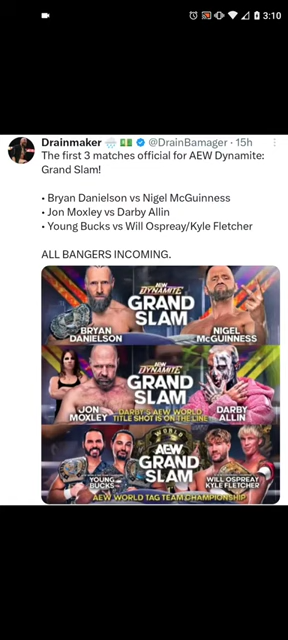 3:10
Drainmaker 🌧️ 💵 @DrainBamager · 15h
The first 3 matches official for AEW Dynamite:
Grand Slam!
• Bryan Danielson vs Nigel McGuinness
• Jon Moxley vs Darby Allin
• Young Bucks vs Will Ospreay/Kyle Fletcher
ALL BANGERS INCOMING.
AEW
DYNAMITE
GRAND
SLAM
BRYAN
DANIELSON
NIGEL
McGUINNESS
AEW
DYNAMITE
GRAND
SLAM
JON
MOXLEY
DARBY'S AEW WORLD
TITLE SHOT IS ON THE LINE
DARBY
ALLIN
WORLD
AEW
GRAND
SLAM
YOUNG
BUCKS
WILL OSPREAY
KYLE FLETCHER
AEW WORLD TAG TEAM CHAMPIONSHIP